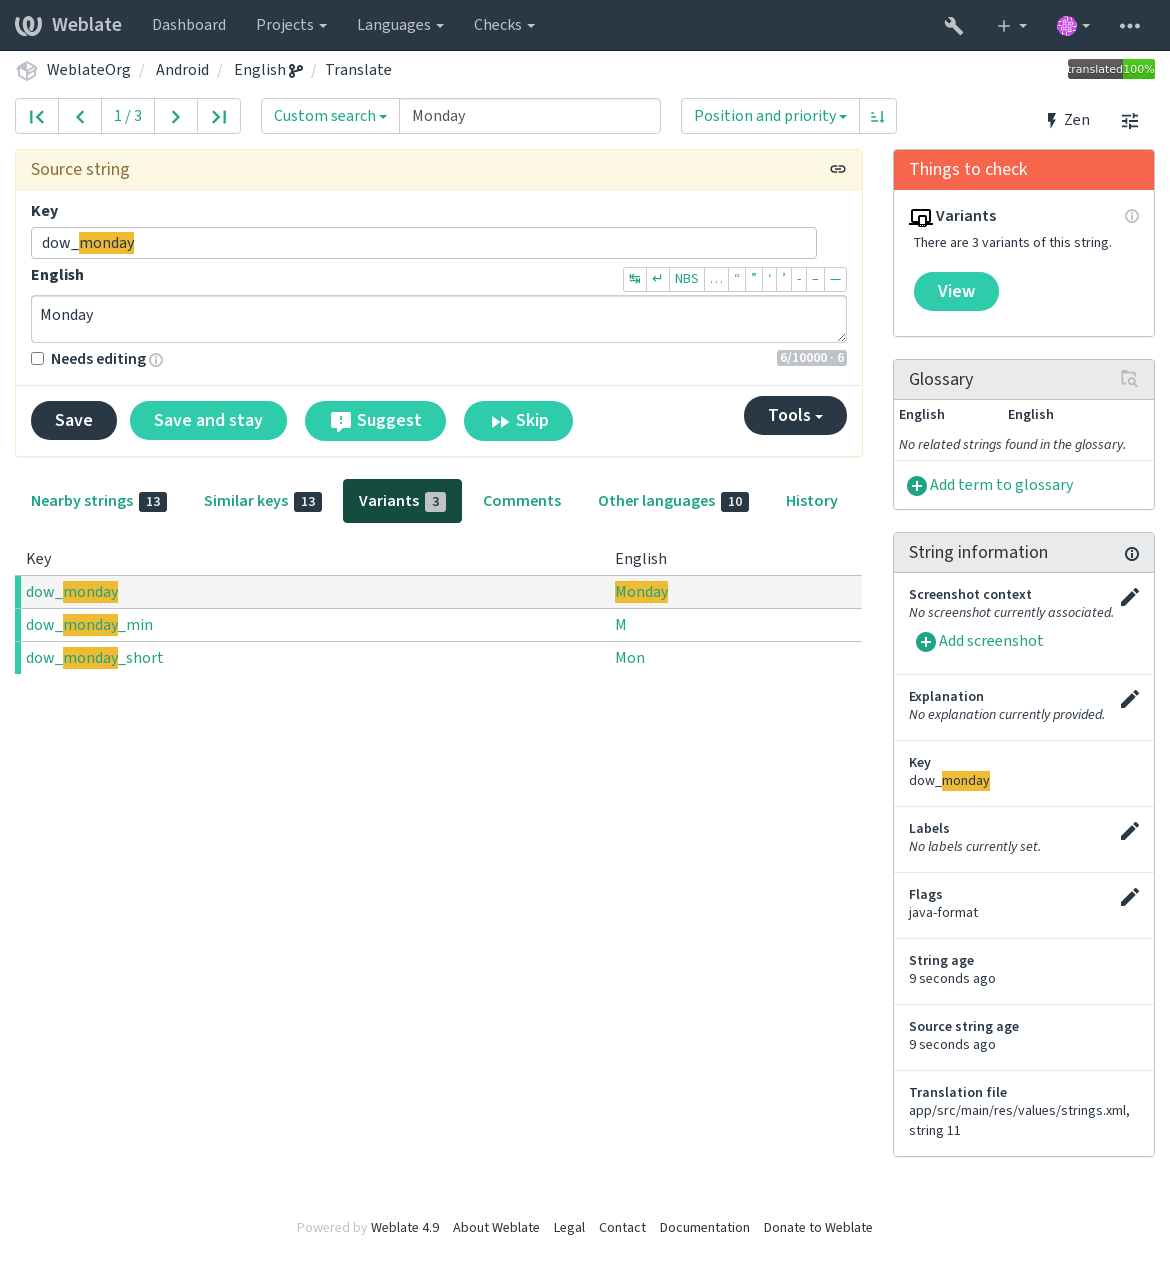 Weblate Dashboard Projects Languages Checks
WeblateOrg / Android / English / Translate
translated 100%
1 / 3 Custom search Monday Position and priority Zen
Source string
Key
dow_monday
English
↹ ↵ NBS … “ ” ‘ ’ - – —
Monday
Needs editing
6/10000 · 6
Save Save and stay Suggest Skip Tools
Nearby strings 13 Similar keys 13 Variants 3 Comments Other languages 10 History
Key English
dow_monday Monday
dow_monday_min M
dow_monday_short Mon
Things to check
Variants
There are 3 variants of this string.
View
Glossary
English English
No related strings found in the glossary.
Add term to glossary
String information
Screenshot context
No screenshot currently associated.
Add screenshot
Explanation
No explanation currently provided.
Key
dow_monday
Labels
No labels currently set.
Flags
java-format
String age
9 seconds ago
Source string age
9 seconds ago
Translation file
app/src/main/res/values/strings.xml,
string 11
Powered by Weblate 4.9 About Weblate Legal Contact Documentation Donate to Weblate